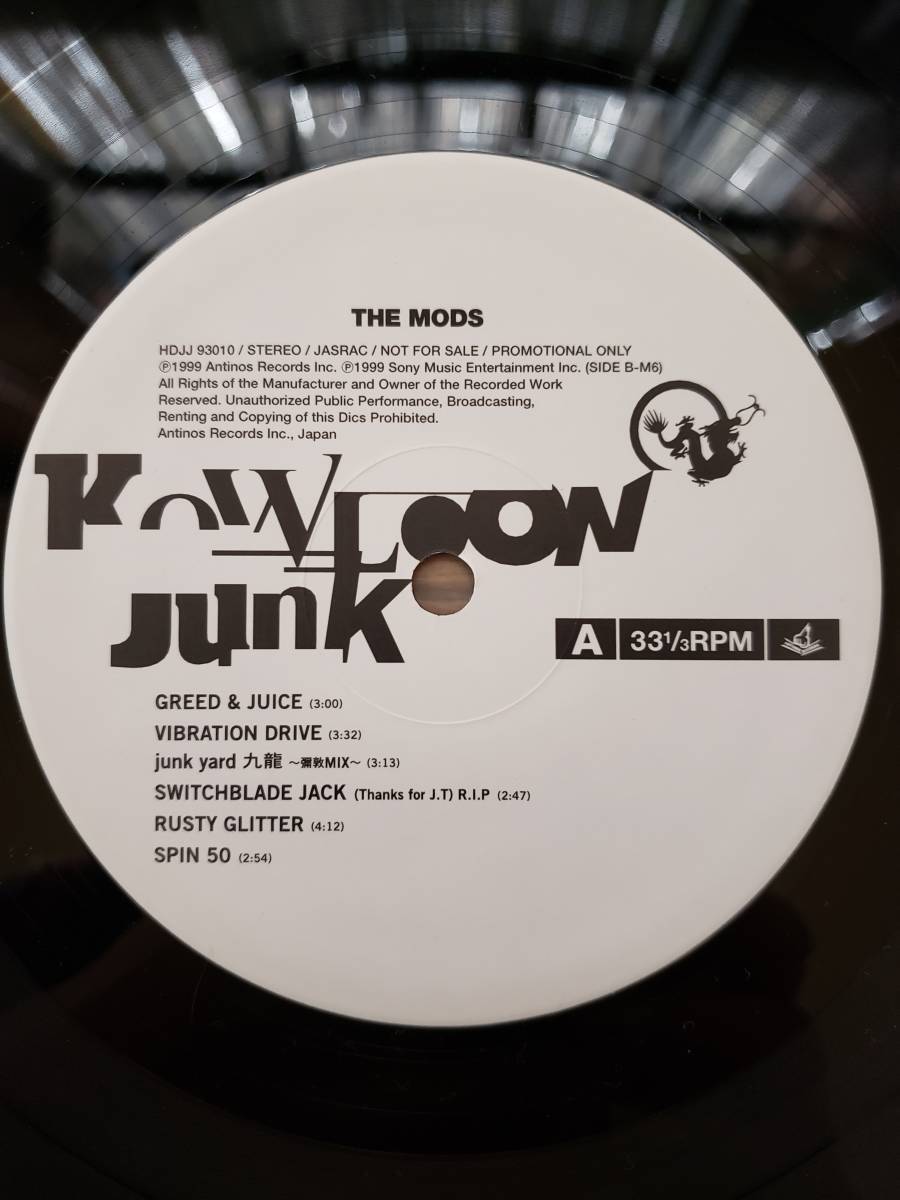 THE MODS
HDJJ 93010 / STEREO / JASRAC / NOT FOR SALE / PROMOTIONAL ONLY
℗1999 Antinos Records Inc. ℗1999 Sony Music Entertainment Inc. (SIDE B-M6)
All Rights of the Manufacturer and Owner of the Recorded Work
Reserved. Unauthorized Public Performance, Broadcasting,
Renting and Copying of this Dics Prohibited.
Antinos Records Inc., Japan
KowLOON
Junk
A 33 1/3RPM
GREED & JUICE (3:00)
VIBRATION DRIVE (3:32)
junk yard 九龍 ～彌敦MIX～ (3:13)
SWITCHBLADE JACK (Thanks for J.T) R.I.P (2:47)
RUSTY GLITTER (4:12)
SPIN 50 (2:54)